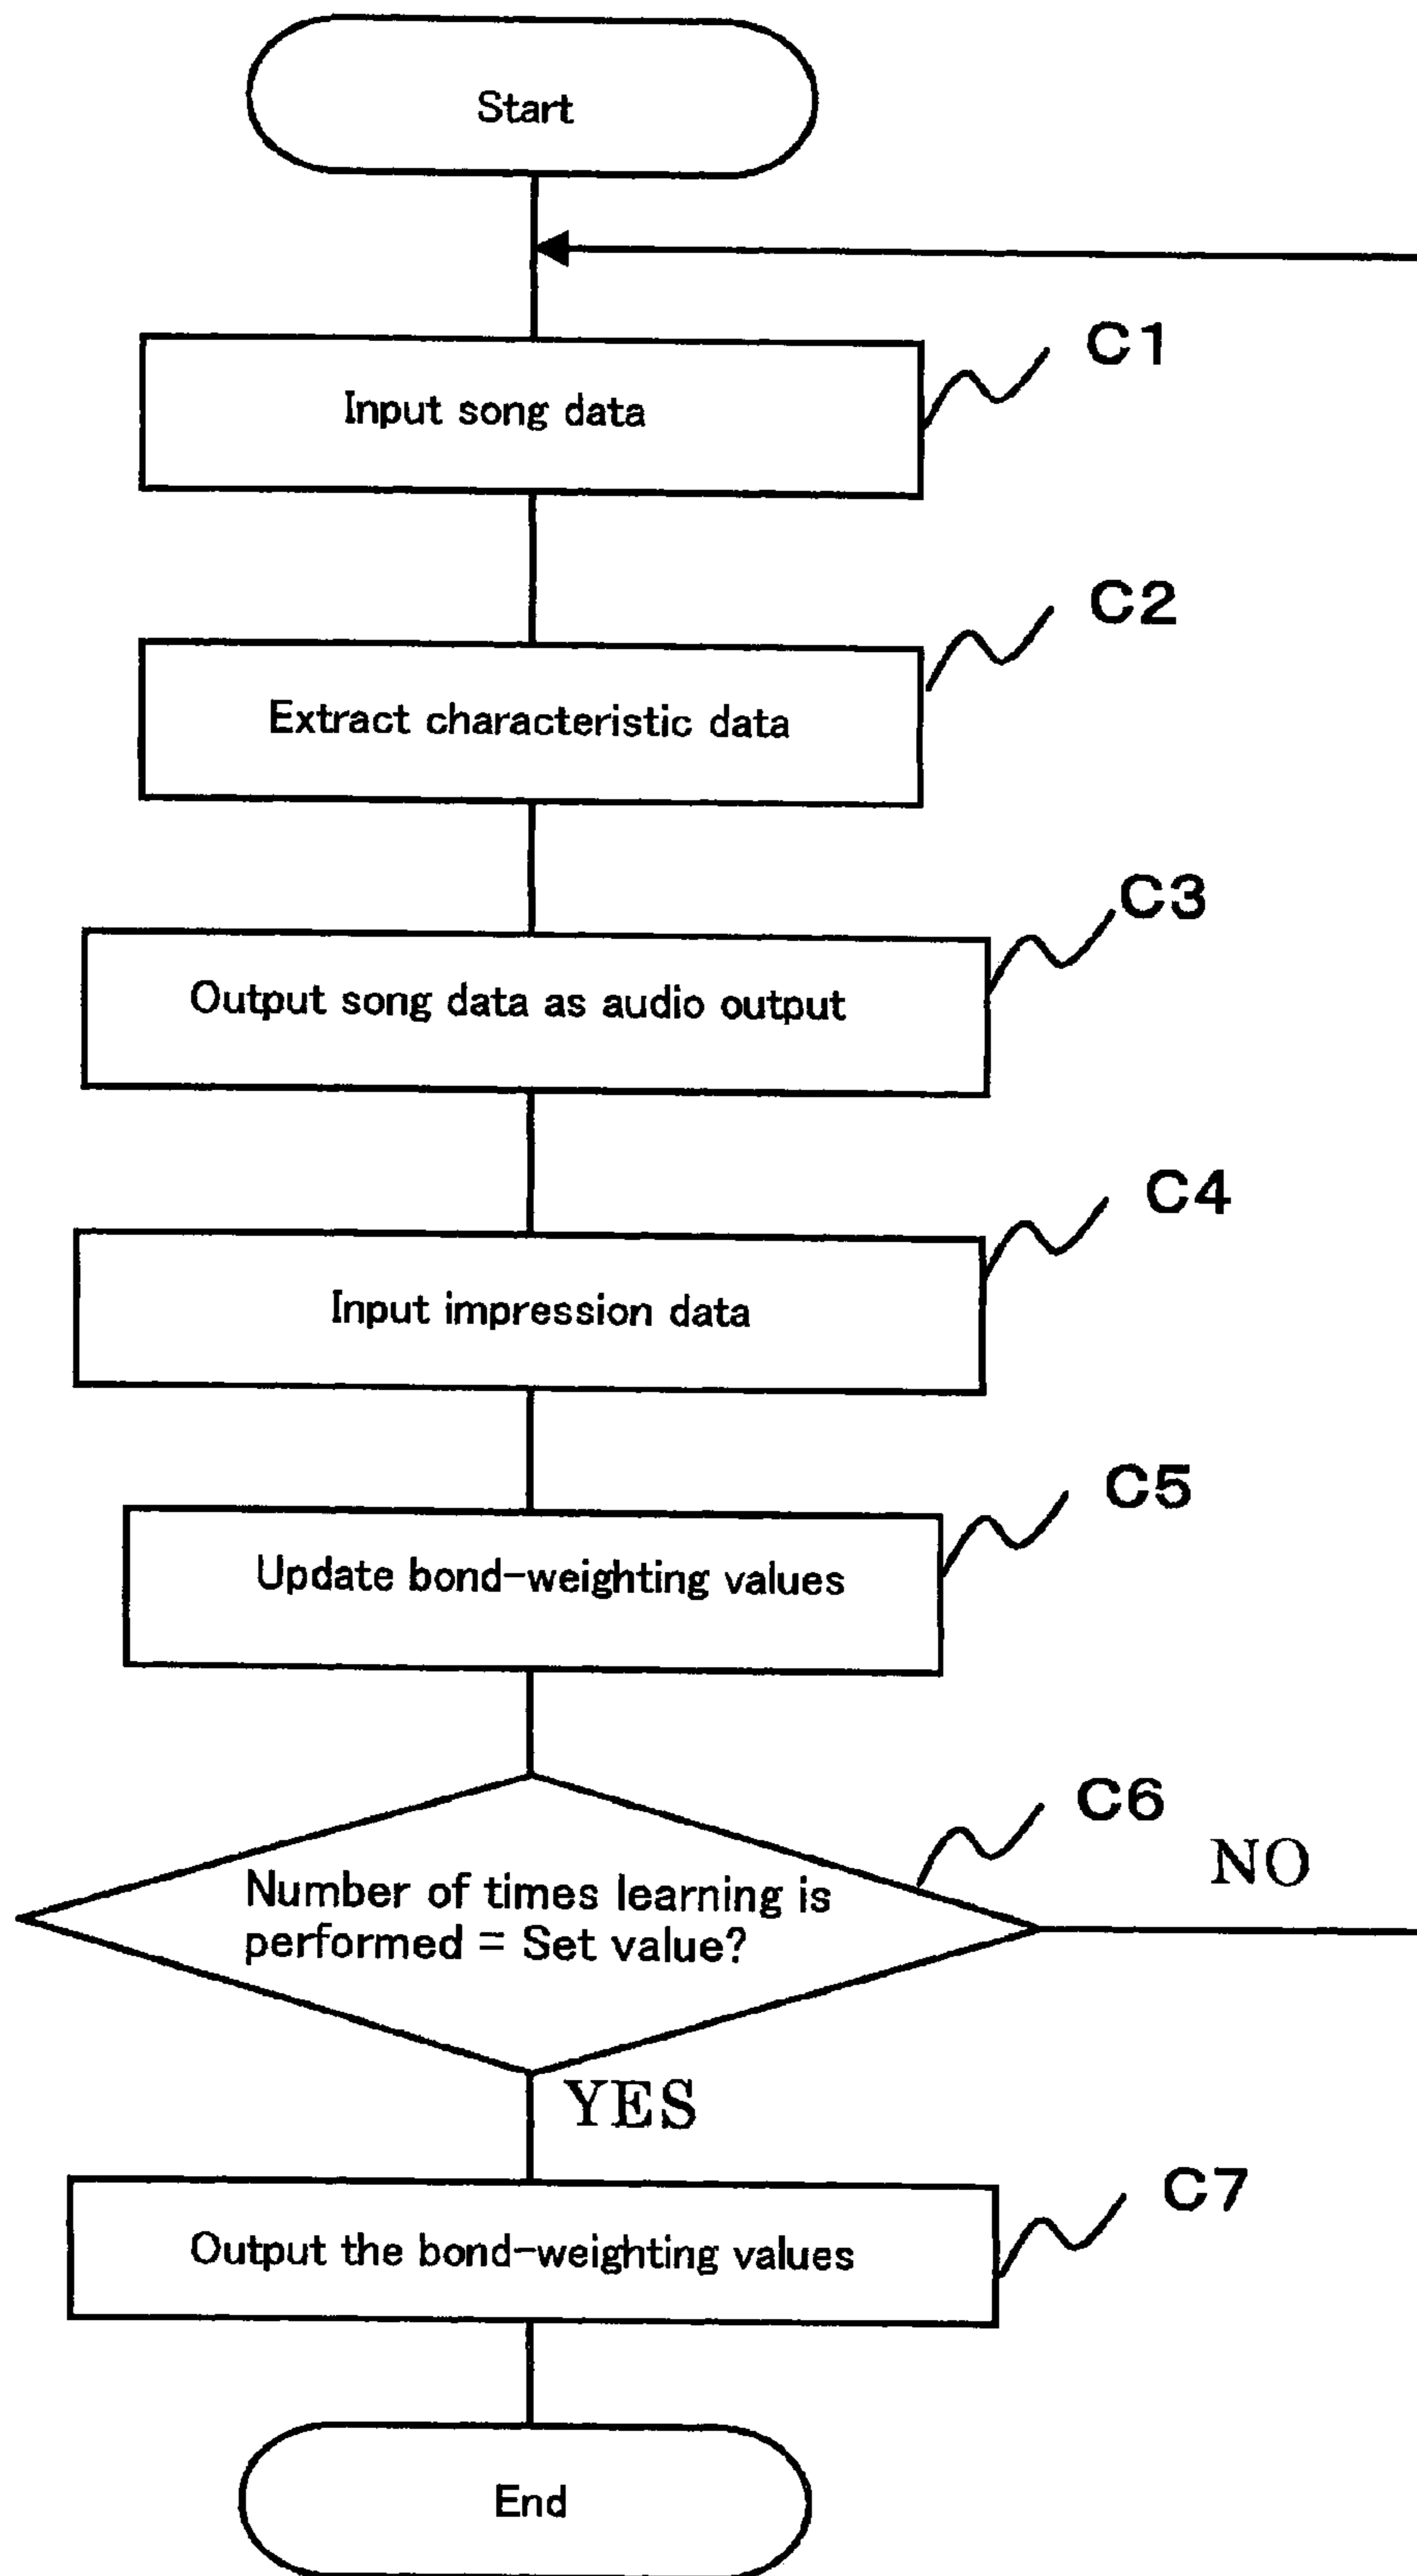 Start
C1
Input song data
C2
Extract characteristic data
C3
Output song data as audio output
C4
Input impression data
C5
Update bond-weighting values
C6
NO
Number of times learning is
performed = Set value?
YES
C7
Output the bond-weighting values
End